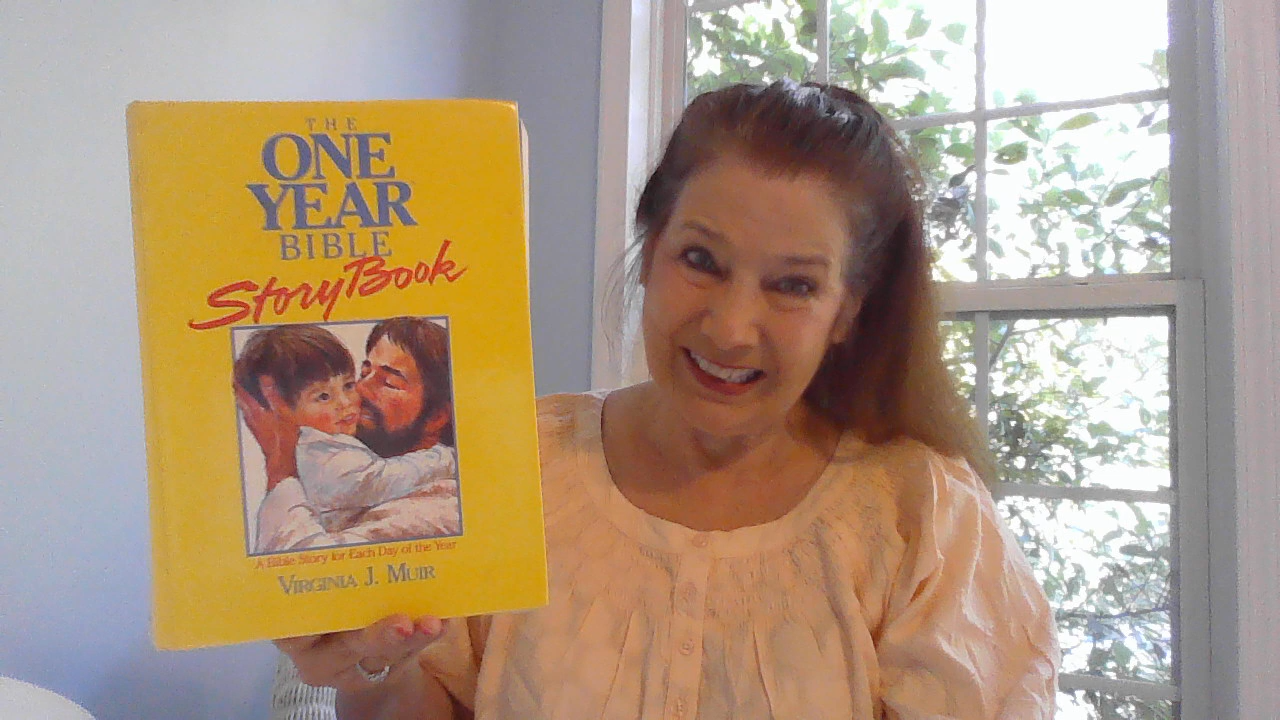 THE
ONE
YEAR
BIBLE
StoryBook
A Bible Story for Each Day of the Year
VIRGINIA J. MUIR